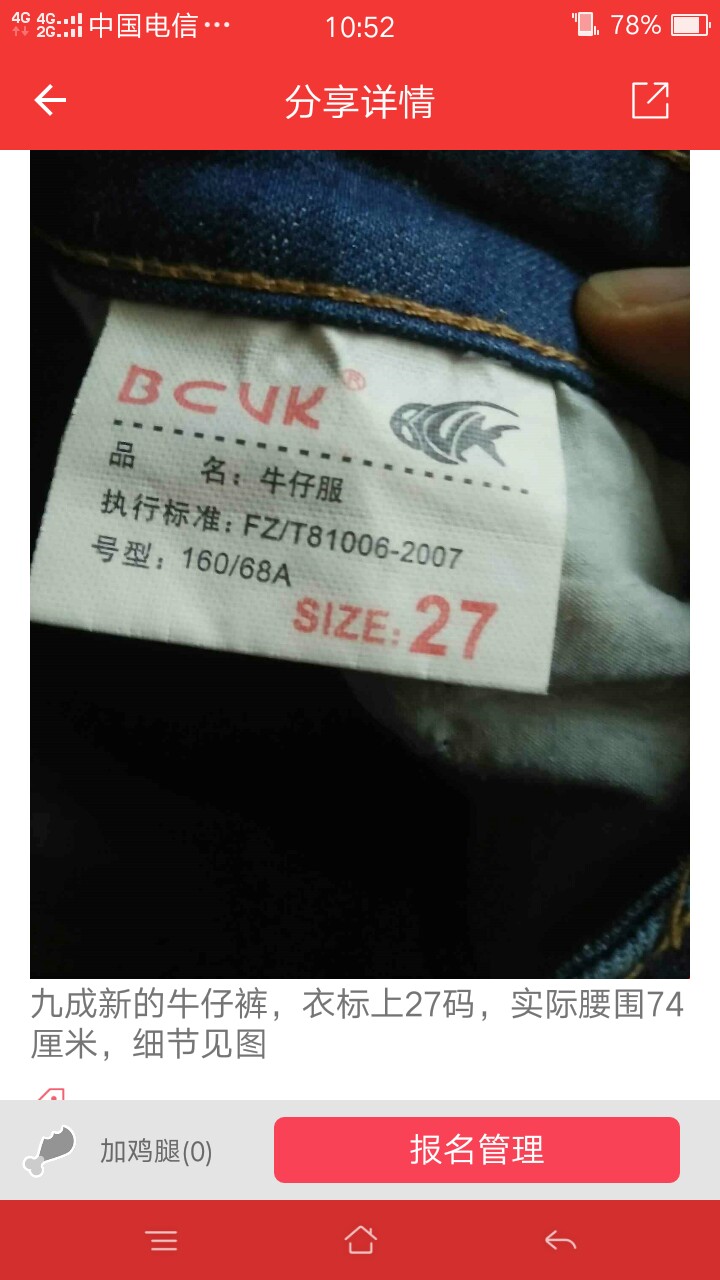 4G 4G 2G 中国电信… 10:52 78%
分享详情
BCUK®
BUK
品 名：牛仔服
执行标准：FZ/T81006-2007
号型：160/68A
SIZE：27
九成新的牛仔裤，衣标上27码，实际腰围74
厘米，细节见图
加鸡腿(0)
报名管理